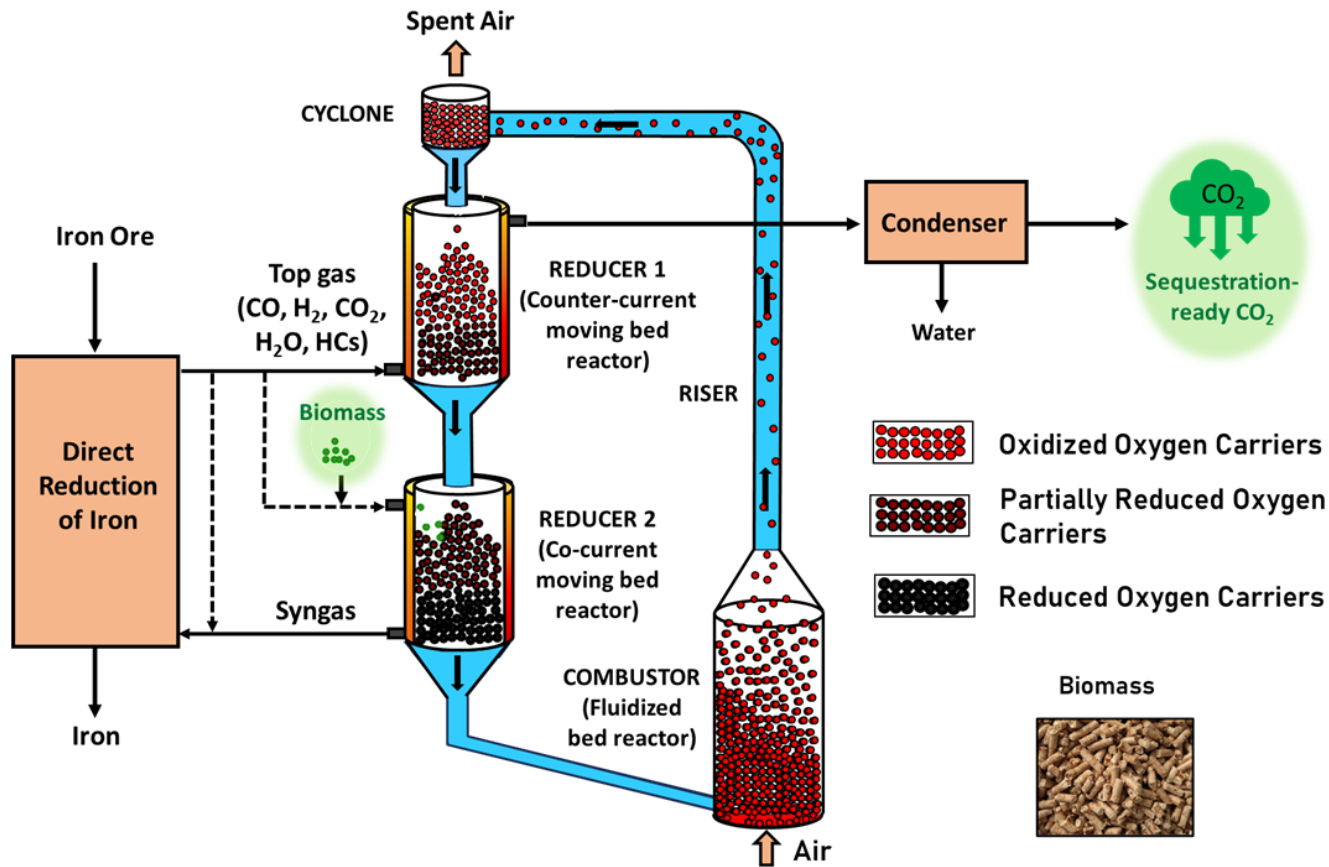 Spent Air
CYCLONE
Iron Ore
Top gas
(CO, H₂, CO₂,
H₂O, HCs)
REDUCER 1
(Counter-current
moving bed
reactor)
Condenser
Water
CO₂
Sequestration-
ready CO₂
Biomass
RISER
Direct
Reduction
of Iron
REDUCER 2
(Co-current
moving bed
reactor)
Syngas
Iron
COMBUSTOR
(Fluidized
bed reactor)
Air
Oxidized Oxygen Carriers
Partially Reduced Oxygen
Carriers
Reduced Oxygen Carriers
Biomass